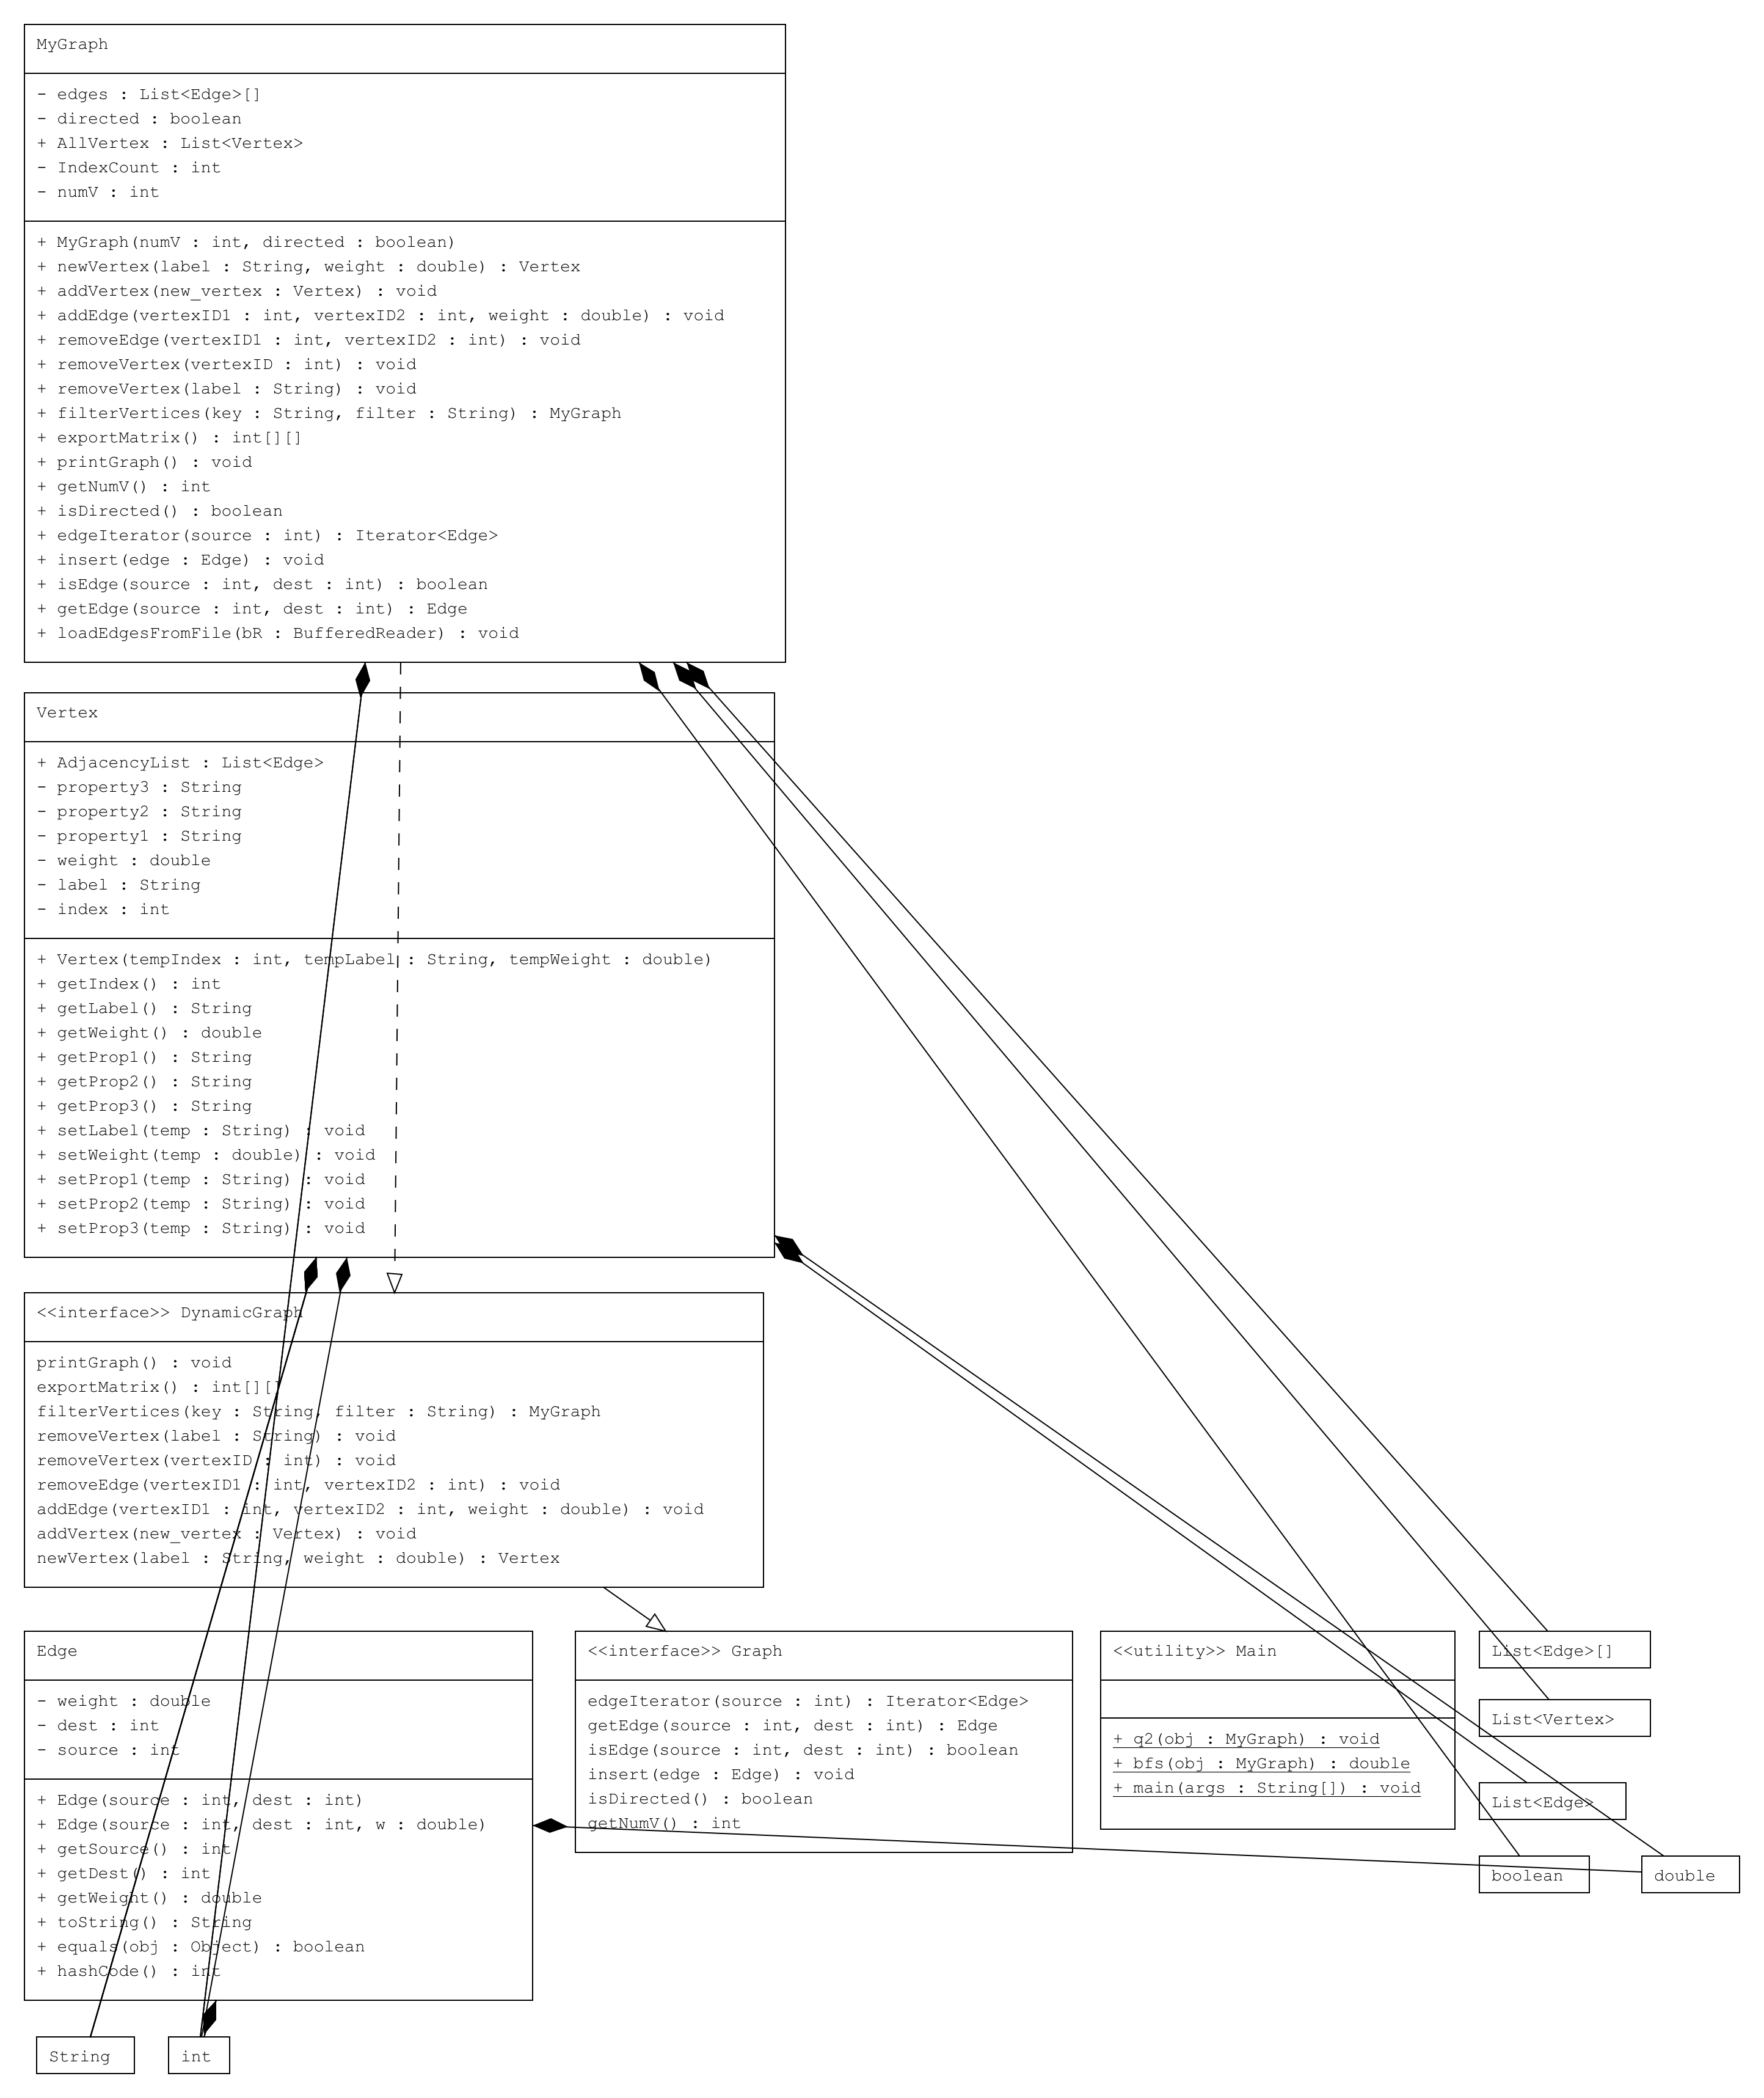 MyGraph
- edges : List<Edge>[]
- directed : boolean
+ AllVertex : List<Vertex>
- IndexCount : int
- numV : int
+ MyGraph(numV : int, directed : boolean)
+ newVertex(label : String, weight : double) : Vertex
+ addVertex(new_vertex : Vertex) : void
+ addEdge(vertexID1 : int, vertexID2 : int, weight : double) : void
+ removeEdge(vertexID1 : int, vertexID2 : int) : void
+ removeVertex(vertexID : int) : void
+ removeVertex(label : String) : void
+ filterVertices(key : String, filter : String) : MyGraph
+ exportMatrix() : int[][]
+ printGraph() : void
+ getNumV() : int
+ isDirected() : boolean
+ edgeIterator(source : int) : Iterator<Edge>
+ insert(edge : Edge) : void
+ isEdge(source : int, dest : int) : boolean
+ getEdge(source : int, dest : int) : Edge
+ loadEdgesFromFile(bR : BufferedReader) : void
Vertex
+ AdjacencyList : List<Edge>
- property3 : String
- property2 : String
- property1 : String
- weight : double
- label : String
- index : int
+ Vertex(tempIndex : int, tempLabel : String, tempWeight : double)
+ getIndex() : int
+ getLabel() : String
+ getWeight() : double
+ getProp1() : String
+ getProp2() : String
+ getProp3() : String
+ setLabel(temp : String) : void
+ setWeight(temp : double) : void
+ setProp1(temp : String) : void
+ setProp2(temp : String) : void
+ setProp3(temp : String) : void
<<interface>> DynamicGraph
printGraph() : void
exportMatrix() : int[][]
filterVertices(key : String, filter : String) : MyGraph
removeVertex(label : String) : void
removeVertex(vertexID : int) : void
removeEdge(vertexID1 : int, vertexID2 : int) : void
addEdge(vertexID1 : int, vertexID2 : int, weight : double) : void
addVertex(new_vertex : Vertex) : void
newVertex(label : String, weight : double) : Vertex
Edge
- weight : double
- dest : int
- source : int
+ Edge(source : int, dest : int)
+ Edge(source : int, dest : int, w : double)
+ getSource() : int
+ getDest() : int
+ getWeight() : double
+ toString() : String
+ equals(obj : Object) : boolean
+ hashCode() : int
<<interface>> Graph
edgeIterator(source : int) : Iterator<Edge>
getEdge(source : int, dest : int) : Edge
isEdge(source : int, dest : int) : boolean
insert(edge : Edge) : void
isDirected() : boolean
getNumV() : int
<<utility>> Main
+ q2(obj : MyGraph) : void
+ bfs(obj : MyGraph) : double
+ main(args : String[]) : void
List<Edge>[]
List<Vertex>
List<Edge>
boolean
double
String
int